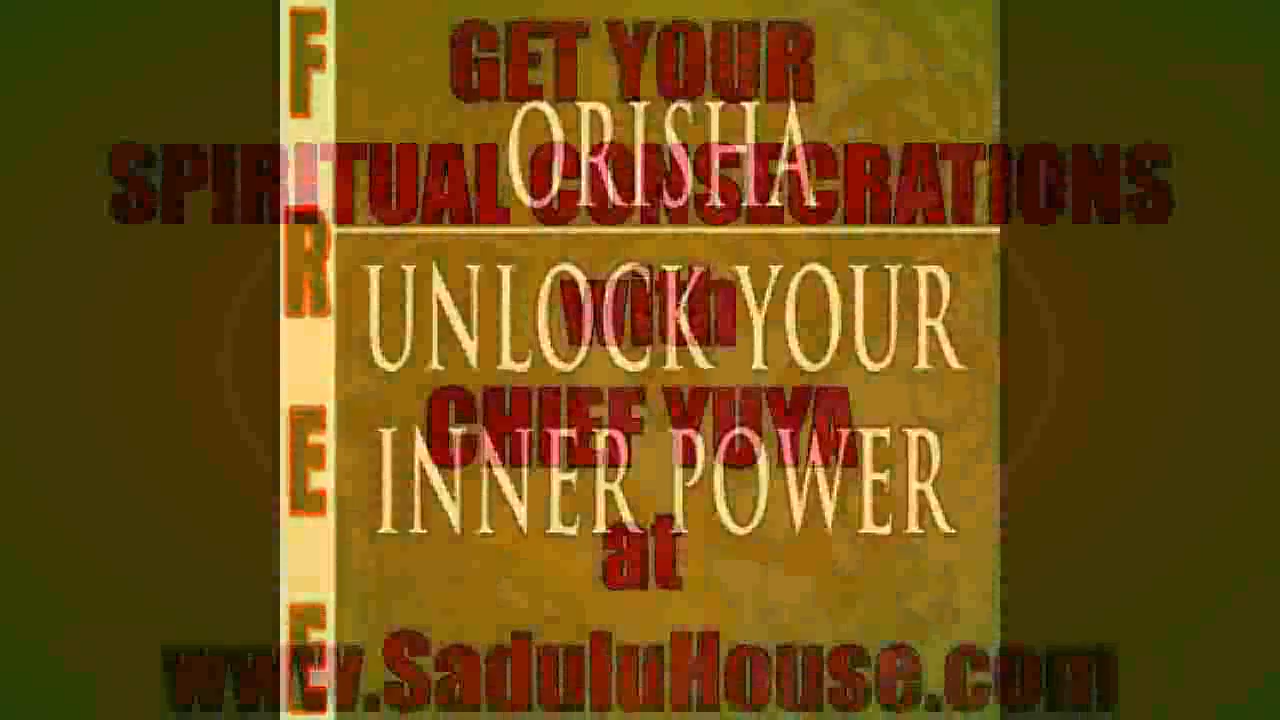 GET YOUR
SPIRITUAL CONSECRATIONS
with
CHIEF YUYA
at
www.SaduluHouse.com
FREE
ORISHA
UNLOCK YOUR
INNER POWER